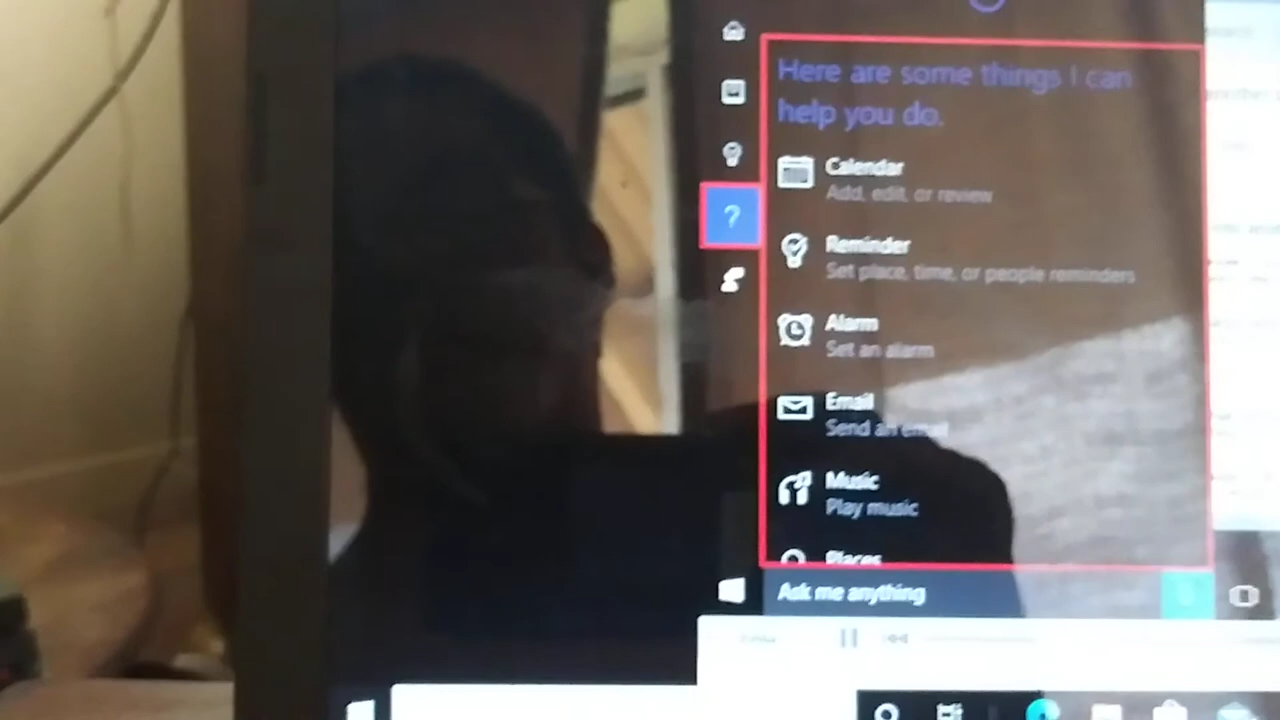 Here are some things I can
help you do.
Calendar
Add, edit, or review
?
Reminder
Set place, time, or people reminders
Alarm
Set an alarm
Email
Send an email
Music
Play music
Places
Ask me anything